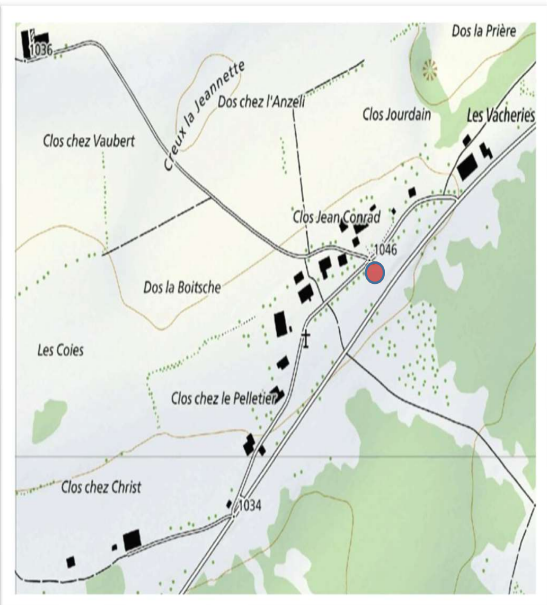 Dos la Prière
1036
Creux la Jeannette
Dos chez l'Anzeli
Clos Jourdain
Les Vacheries
Clos chez Vaubert
Clos Jean Conrad
1046
Dos la Boitsche
Les Coies
Clos chez le Pelletier
Clos chez Christ
1034